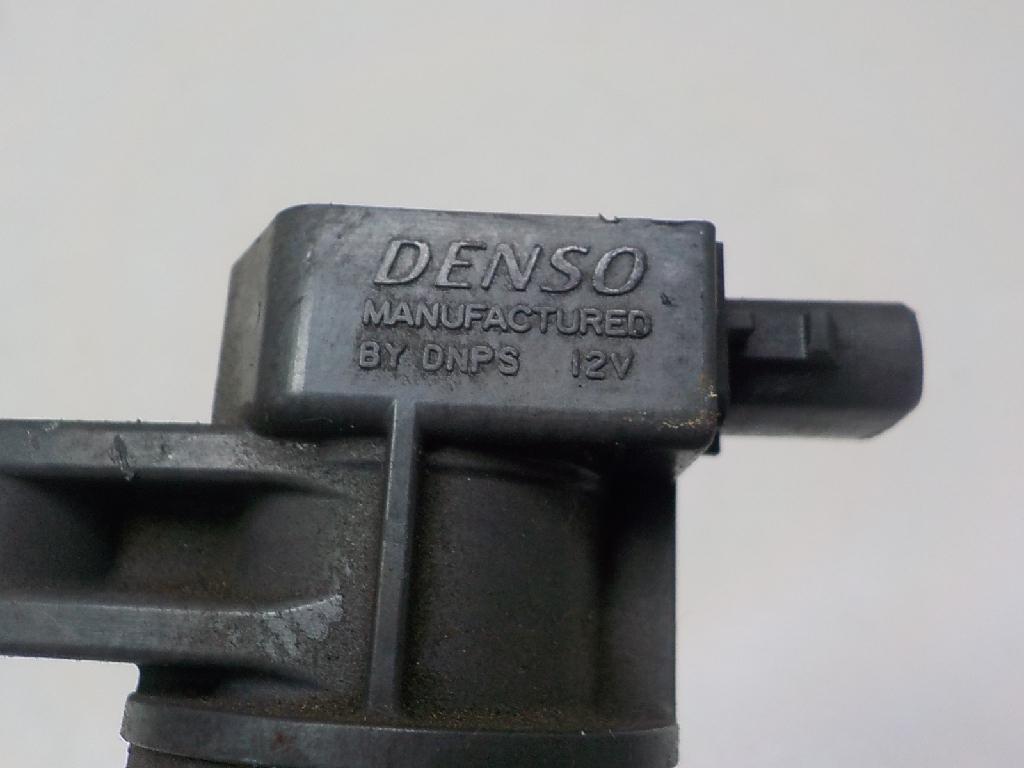 DENSO
MANUFACTURED
BY DNPS 12V